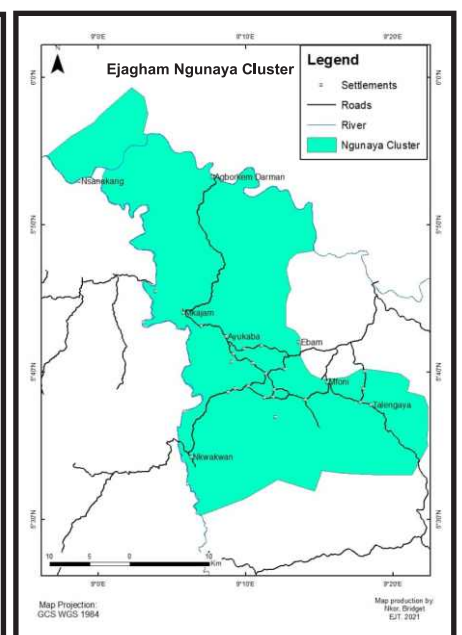 9°0'E 9°10'E 9°20'E
N
Ejagham Ngunaya Cluster
Legend
Settlements
Roads
River
Ngunaya Cluster
Nsanekang
Agborkem Darman
Mkajam
Ayukaba
Ebam
Mfoni
Talengaya
Nkwakwan
6°0'N
5°50'N
5°40'N
5°30'N
6°0'N
5°50'N
5°40'N
5°30'N
10 5 0 10
Km
9°0'E 9°10'E 9°20'E
Map Projection:
GCS WGS 1984
Map production by:
Nkor, Bridget
EJT. 2021